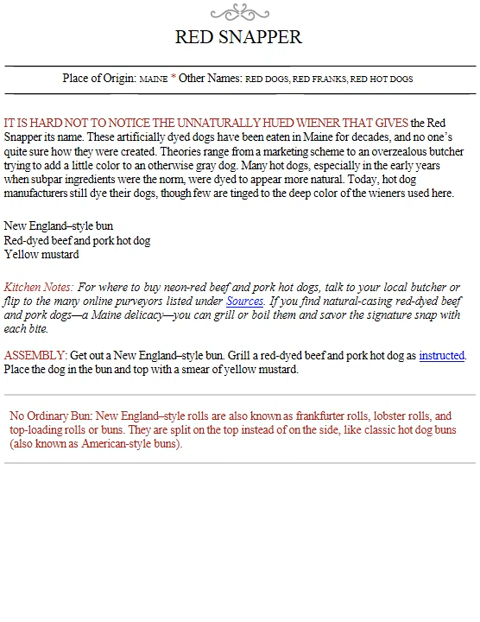 RED SNAPPER
Place of Origin: MAINE * Other Names: RED DOGS, RED FRANKS, RED HOT DOGS
IT IS HARD NOT TO NOTICE THE UNNATURALLY HUED WIENER THAT GIVES the Red
Snapper its name. These artificially dyed dogs have been eaten in Maine for decades, and no one’s
quite sure how they were created. Theories range from a marketing scheme to an overzealous butcher
trying to add a little color to an otherwise gray dog. Many hot dogs, especially in the early years
when subpar ingredients were the norm, were dyed to appear more natural. Today, hot dog
manufacturers still dye their dogs, though few are tinged to the deep color of the wieners used here.
New England–style bun
Red-dyed beef and pork hot dog
Yellow mustard
Kitchen Notes: For where to buy neon-red beef and pork hot dogs, talk to your local butcher or
flip to the many online purveyors listed under Sources. If you find natural-casing red-dyed beef
and pork dogs—a Maine delicacy—you can grill or boil them and savor the signature snap with
each bite.
ASSEMBLY: Get out a New England–style bun. Grill a red-dyed beef and pork hot dog as instructed.
Place the dog in the bun and top with a smear of yellow mustard.
No Ordinary Bun: New England–style rolls are also known as frankfurter rolls, lobster rolls, and
top-loading rolls or buns. They are split on the top instead of on the side, like classic hot dog buns
(also known as American-style buns).